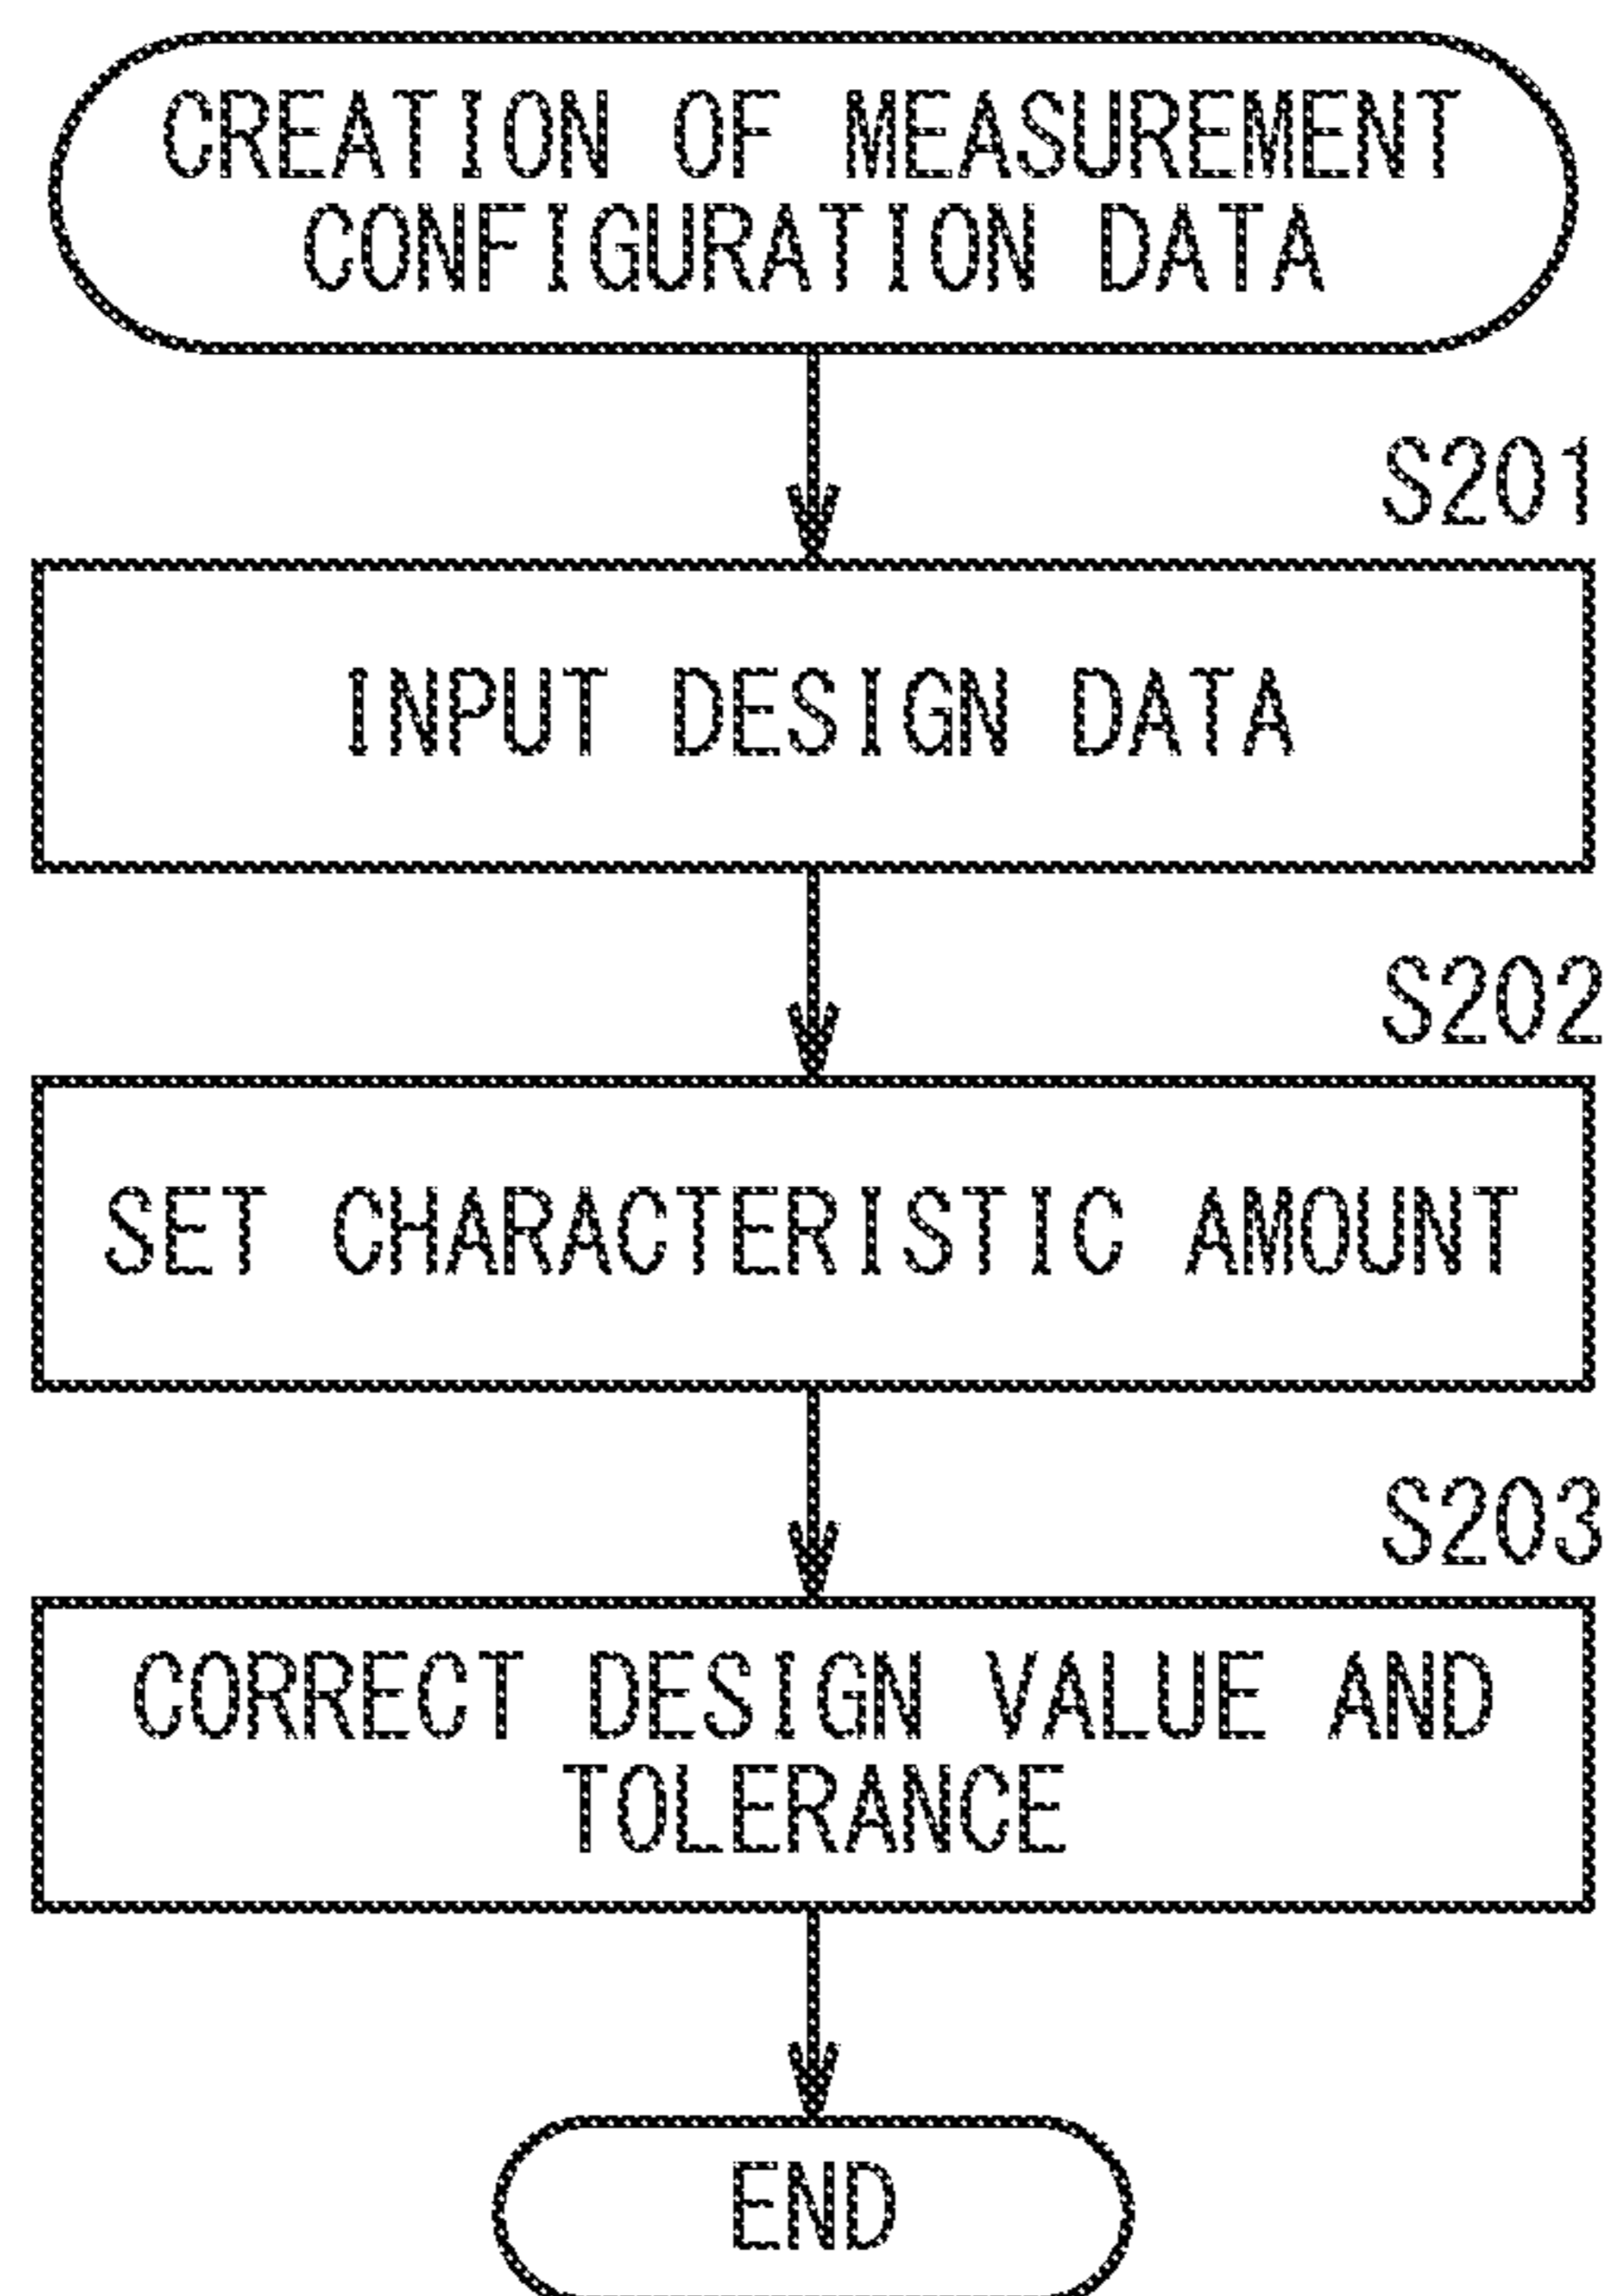 CREATION OF MEASUREMENT
CONFIGURATION DATA
S201
INPUT DESIGN DATA
S202
SET CHARACTERISTIC AMOUNT
S203
CORRECT DESIGN VALUE AND
TOLERANCE
END